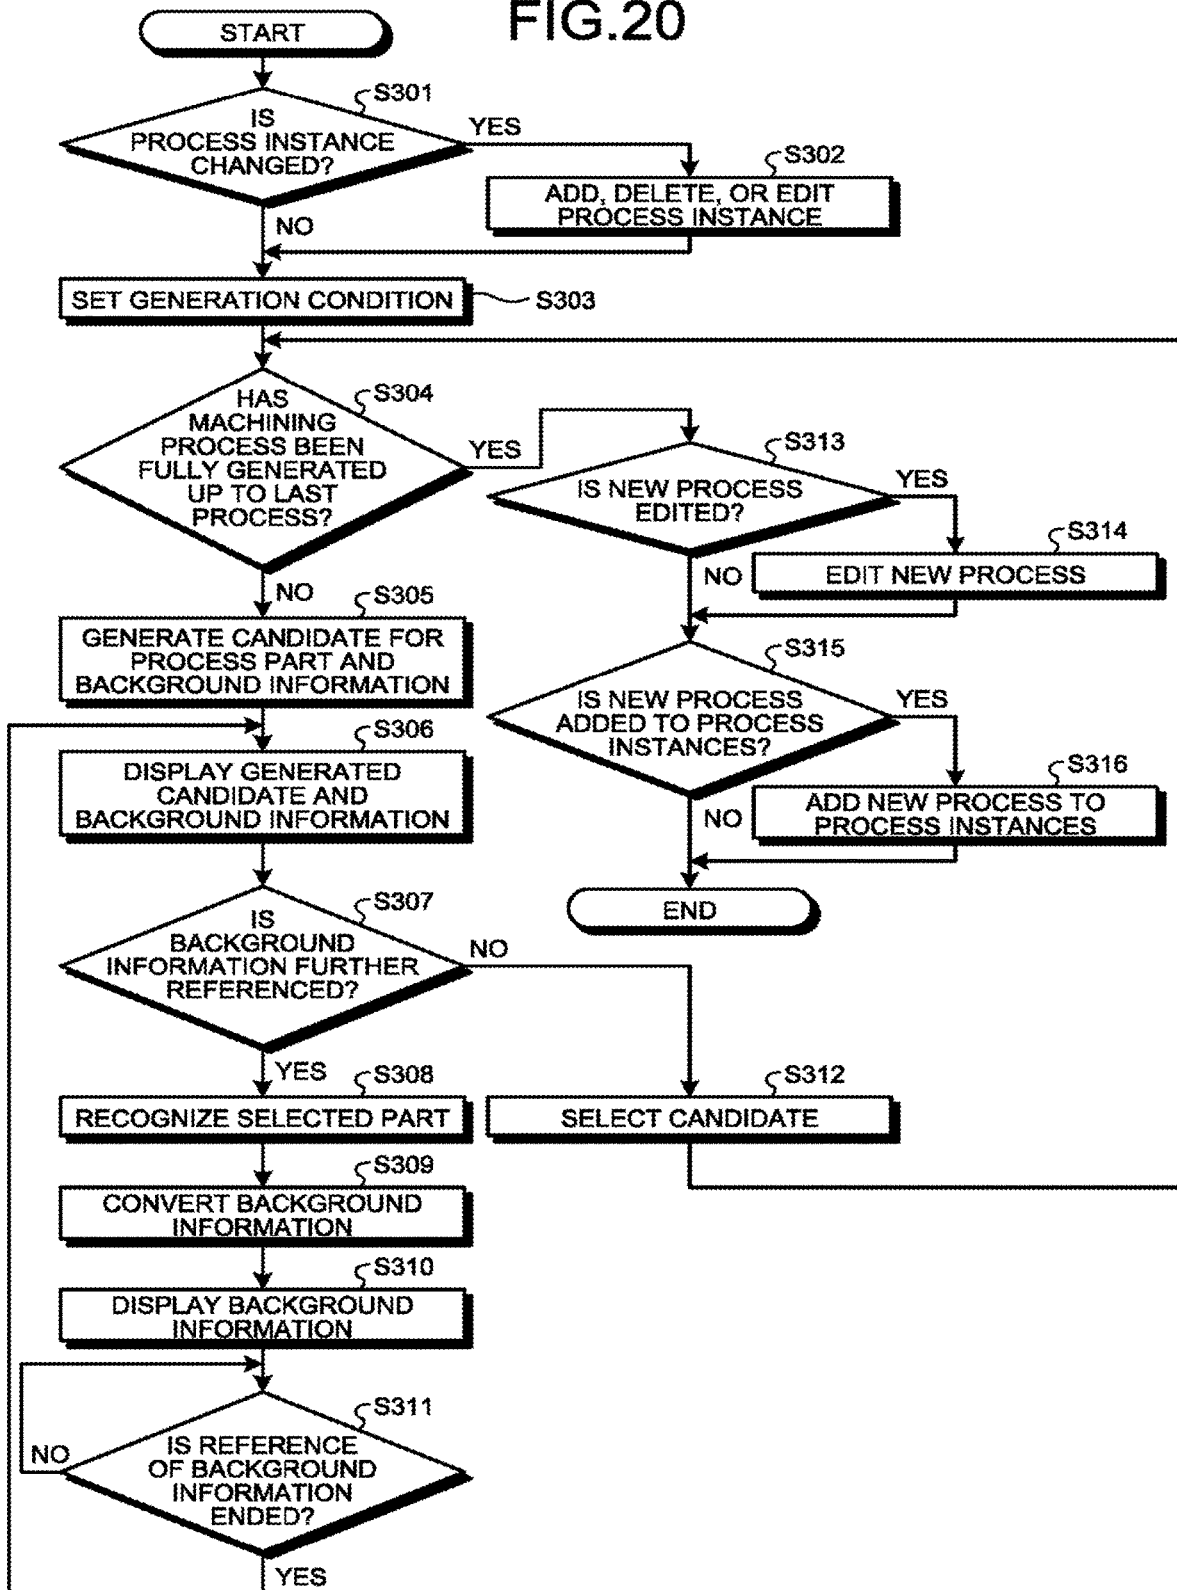 FIG.20
START
S301
IS
PROCESS INSTANCE
CHANGED?
YES
S302
ADD, DELETE, OR EDIT
PROCESS INSTANCE
NO
SET GENERATION CONDITION
S303
S304
HAS
MACHINING
PROCESS BEEN
FULLY GENERATED
UP TO LAST
PROCESS?
YES
S313
IS NEW PROCESS
EDITED?
YES
S314
EDIT NEW PROCESS
NO
NO
S305
GENERATE CANDIDATE FOR
PROCESS PART AND
BACKGROUND INFORMATION
S315
IS NEW PROCESS
ADDED TO PROCESS
INSTANCES?
YES
S316
ADD NEW PROCESS TO
PROCESS INSTANCES
NO
END
S306
DISPLAY GENERATED
CANDIDATE AND
BACKGROUND INFORMATION
S307
IS
BACKGROUND
INFORMATION FURTHER
REFERENCED?
NO
YES
S308
RECOGNIZE SELECTED PART
S312
SELECT CANDIDATE
S309
CONVERT BACKGROUND
INFORMATION
S310
DISPLAY BACKGROUND
INFORMATION
S311
IS REFERENCE
OF BACKGROUND
INFORMATION
ENDED?
NO
YES